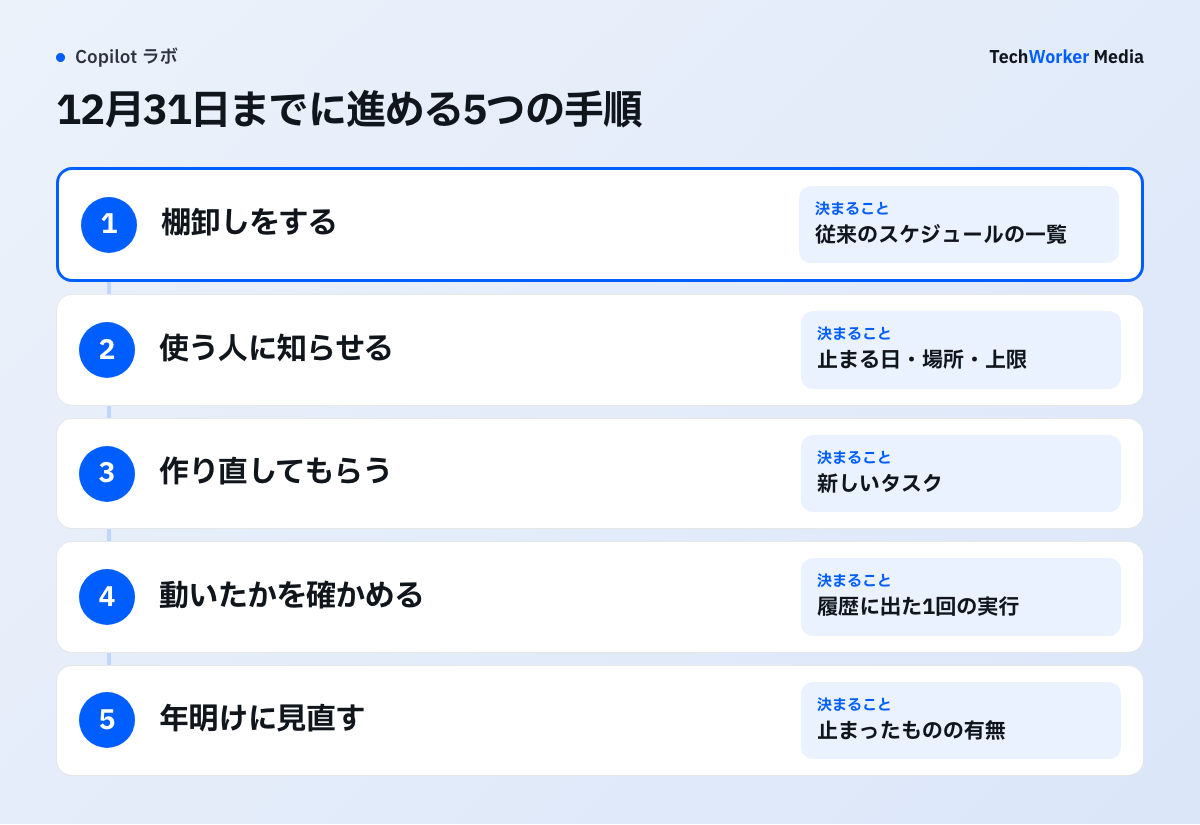 Copilot ラボ
TechWorker Media
12月31日までに進める5つの手順
1
棚卸しをする
決まること
従来のスケジュールの一覧
2
使う人に知らせる
決まること
止まる日・場所・上限
3
作り直してもらう
決まること
新しいタスク
4
動いたかを確かめる
決まること
履歴に出た1回の実行
5
年明けに見直す
決まること
止まったものの有無